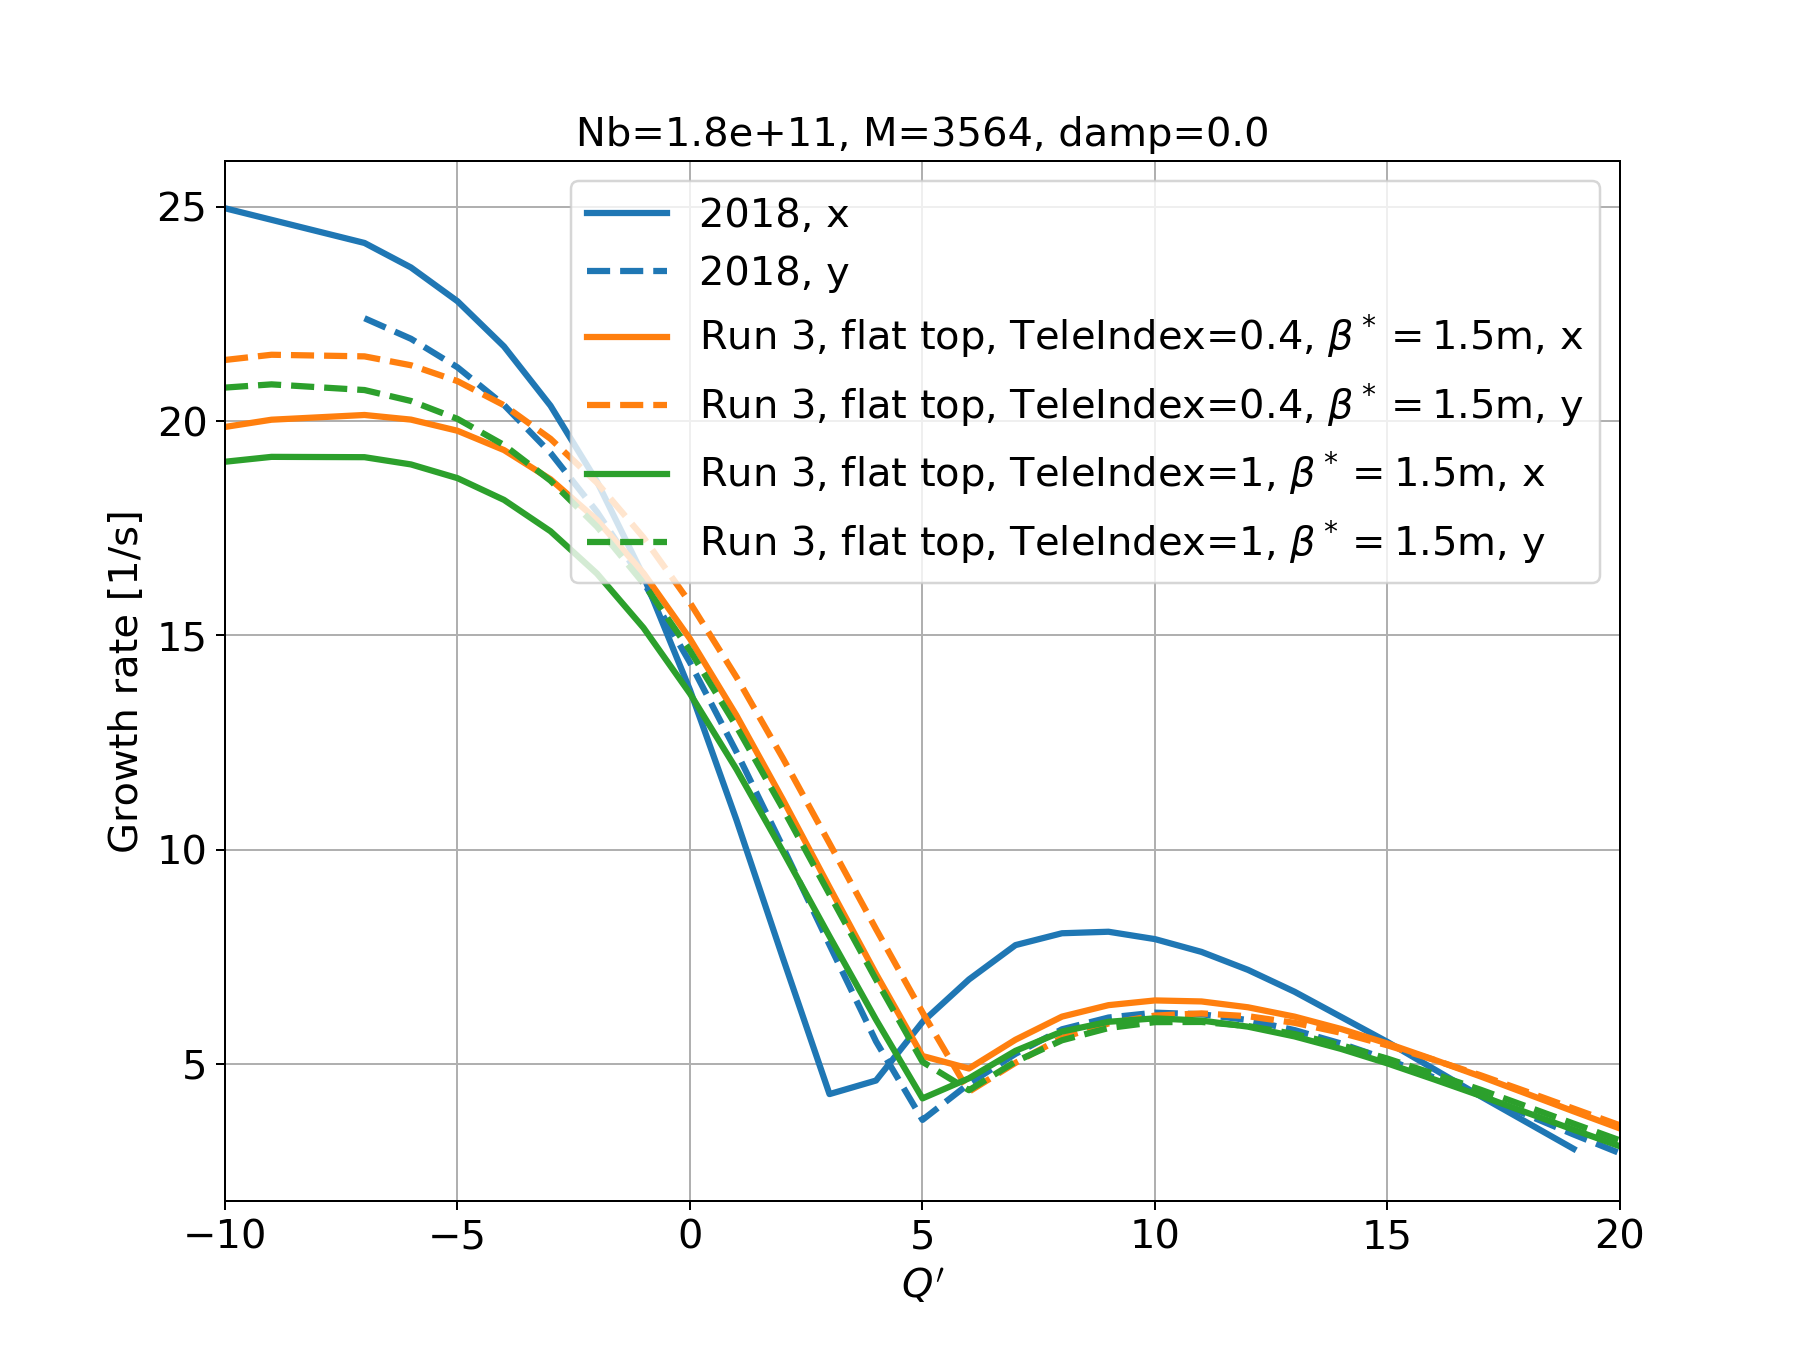 Nb=1.8e+11, M=3564, damp=0.0
25
20
15
10
5
Growth rate [1/s]
2018, x
2018, y
Run 3, flat top, TeleIndex=0.4, β* = 1.5m, x
Run 3, flat top, TeleIndex=0.4, β* = 1.5m, y
Run 3, flat top, TeleIndex=1, β* = 1.5m, x
Run 3, flat top, TeleIndex=1, β* = 1.5m, y
−10 −5 0 5 10 15 20
Q′